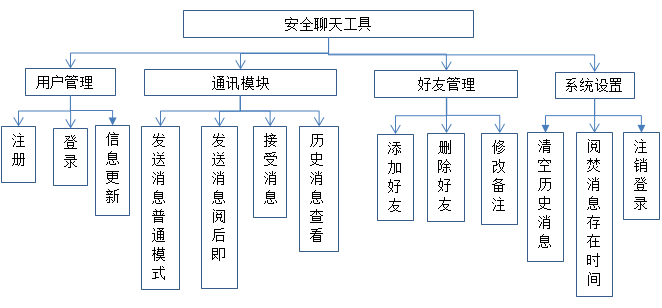 安全聊天工具
用户管理
通讯模块
好友管理
系统设置
注册
登录
信息更新
发送消息普通模式
发送消息阅后即
接受消息
历史消息查看
添加好友
删除好友
修改备注
清空历史消息
阅焚消息存在时间
注销登录